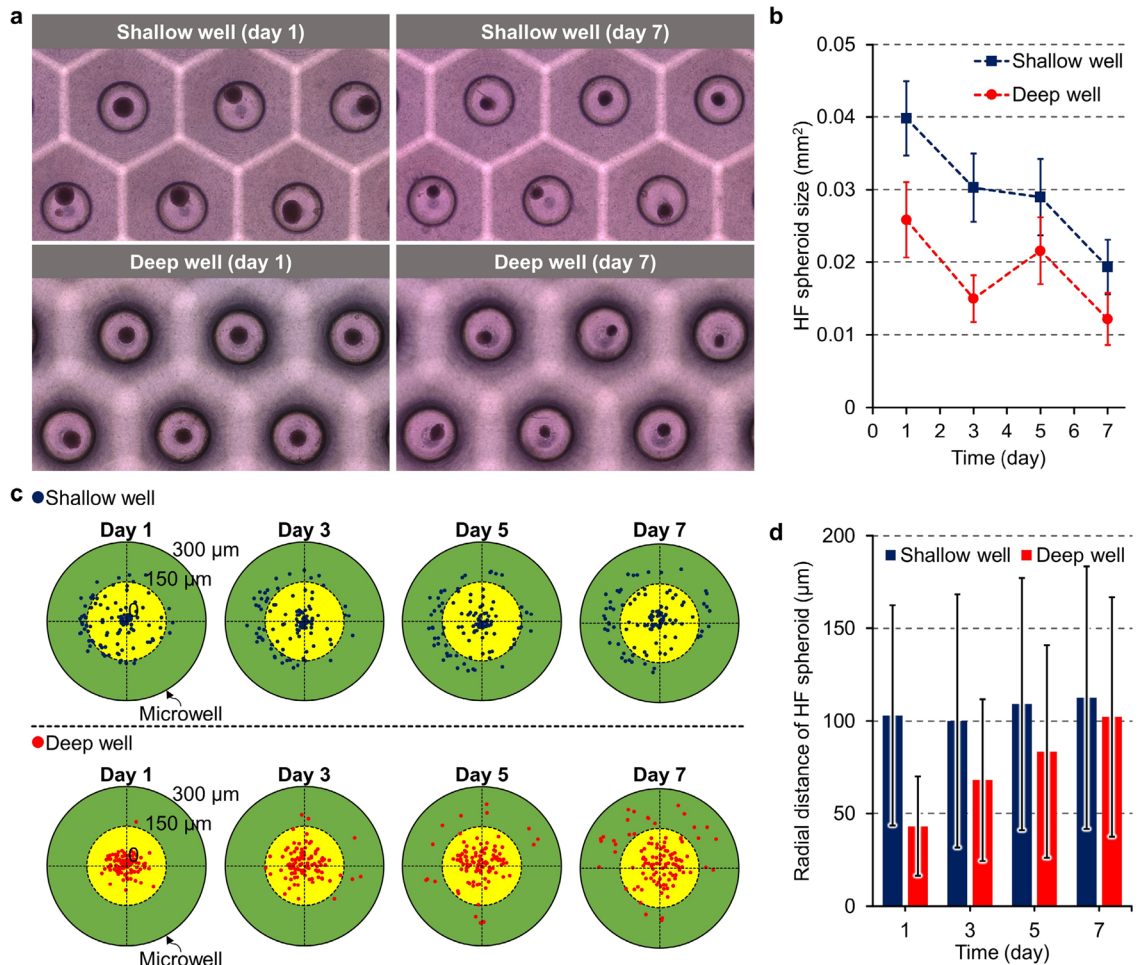 a
Shallow well (day 1)
Shallow well (day 7)
Deep well (day 1)
Deep well (day 7)
b
0.05
0.04
0.03
0.02
0.01
0
HF spheroid size (mm²)
Shallow well
Deep well
0 1 2 3 4 5 6 7
Time (day)
c
Shallow well
Day 1
Day 3
Day 5
Day 7
300 µm
150 µm
0
Microwell
Deep well
Day 1
Day 3
Day 5
Day 7
300 µm
150 µm
0
Microwell
d
200
150
100
50
0
Radial distance of HF spheroid (µm)
Shallow well
Deep well
1 3 5 7
Time (day)